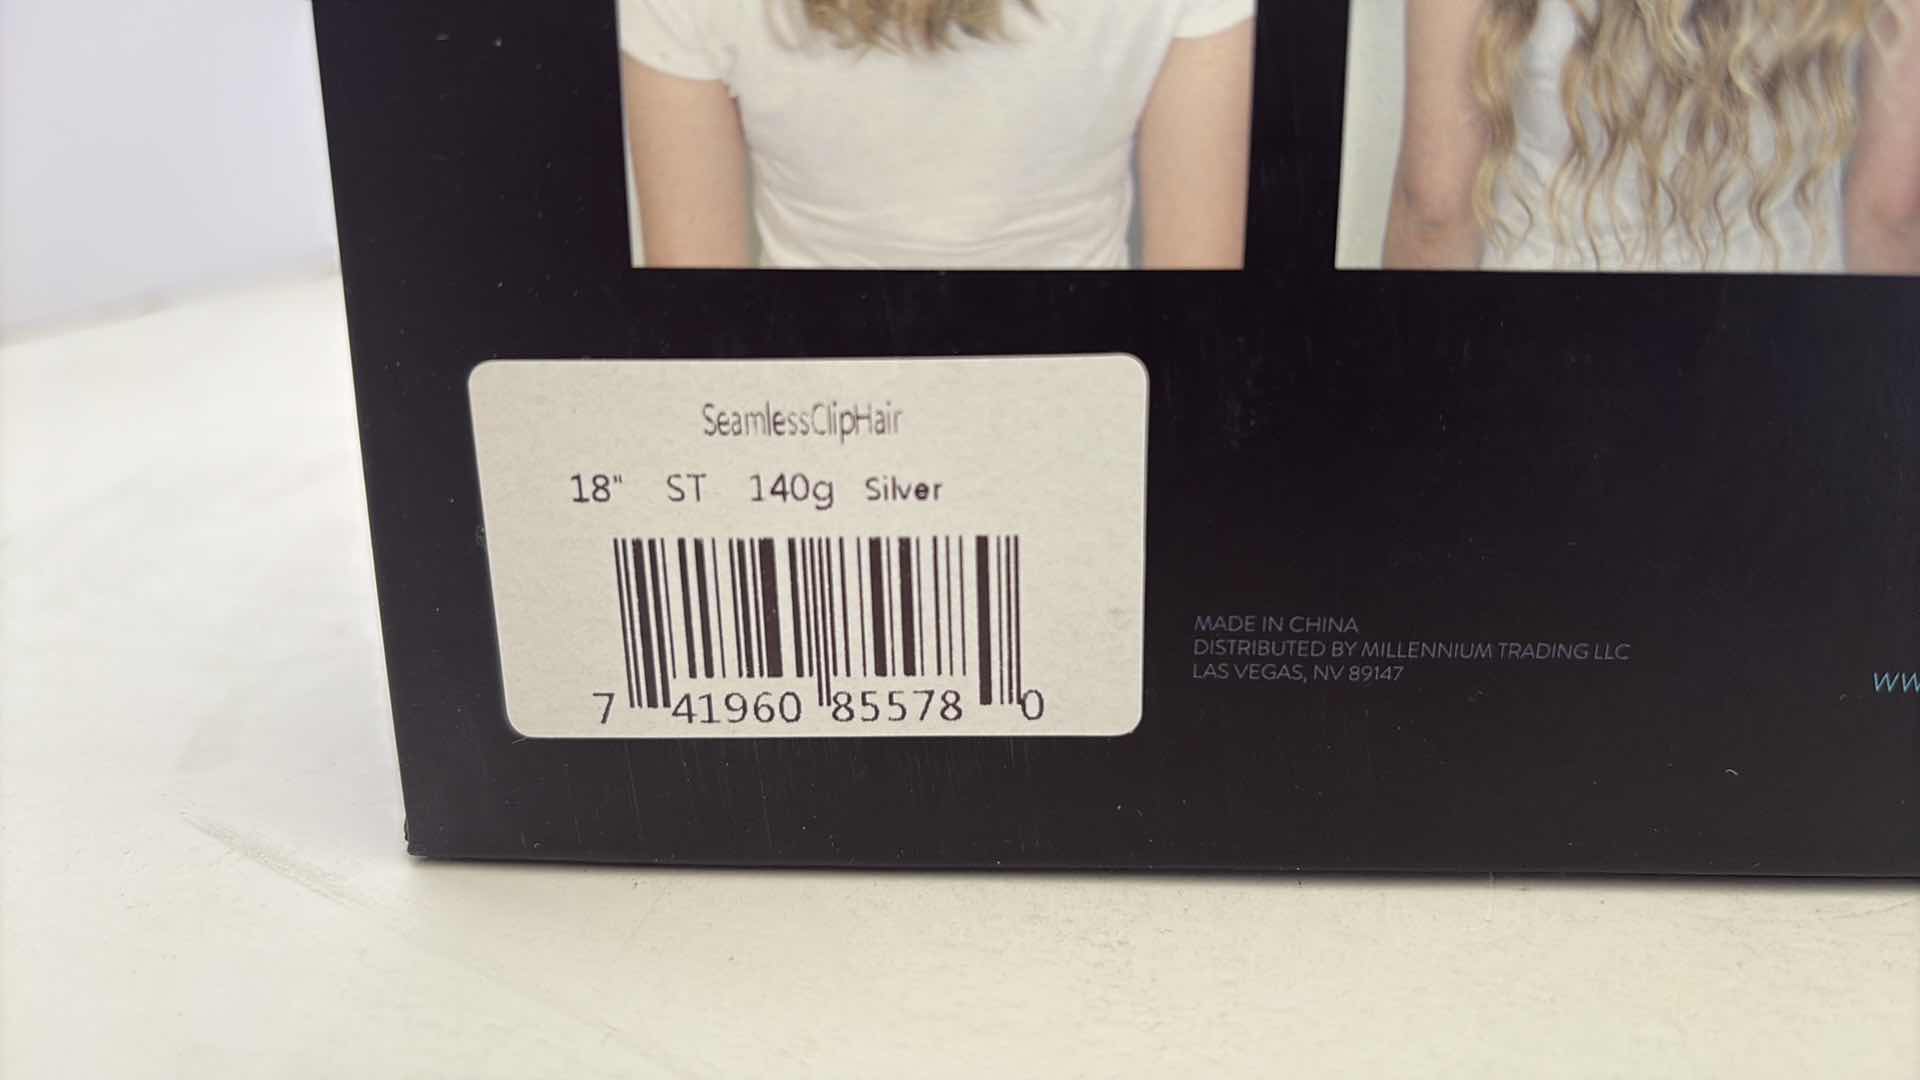 SeamlessClipHair
18" ST 140g Silver
7 41960 85578 0
MADE IN CHINA
DISTRIBUTED BY MILLENNIUM TRADING LLC
LAS VEGAS, NV 89147